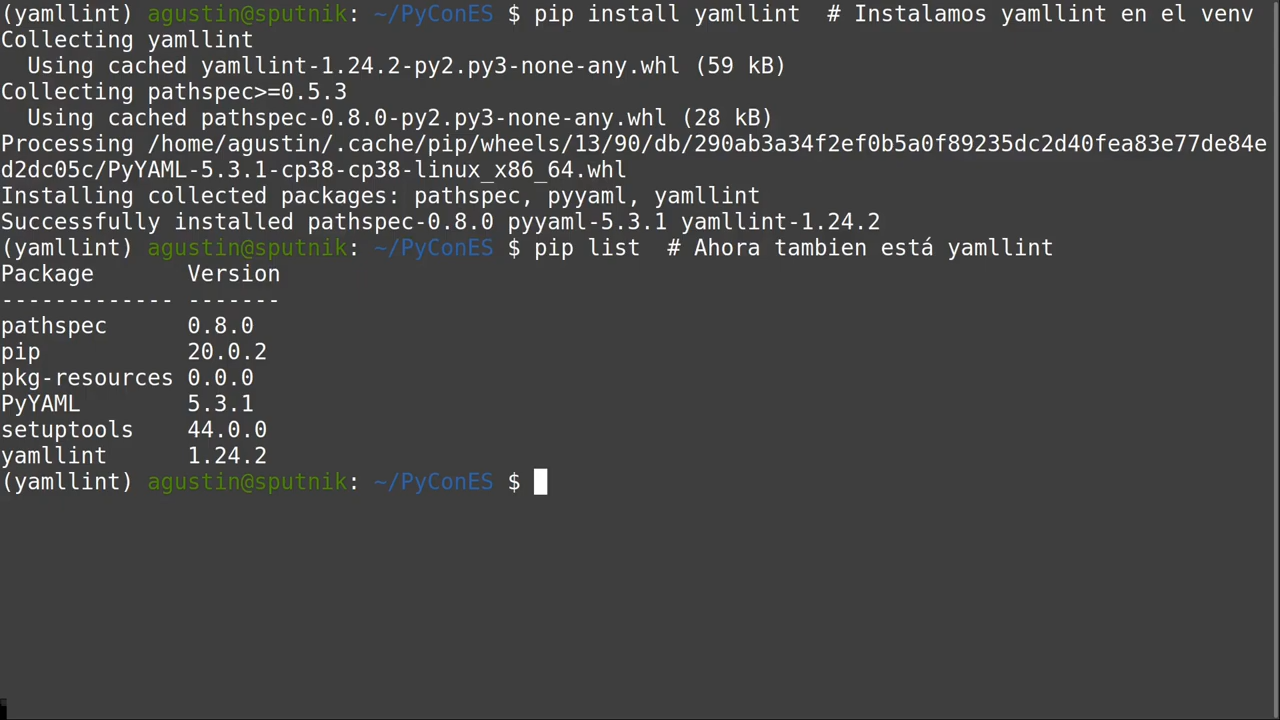 (yamllint) agustin@sputnik: ~/PyConES $ pip install yamllint  # Instalamos yamllint en el venv
Collecting yamllint
  Using cached yamllint-1.24.2-py2.py3-none-any.whl (59 kB)
Collecting pathspec>=0.5.3
  Using cached pathspec-0.8.0-py2.py3-none-any.whl (28 kB)
Processing /home/agustin/.cache/pip/wheels/13/90/db/290ab3a34f2ef0b5a0f89235dc2d40fea83e77de84e
d2dc05c/PyYAML-5.3.1-cp38-cp38-linux_x86_64.whl
Installing collected packages: pathspec, pyyaml, yamllint
Successfully installed pathspec-0.8.0 pyyaml-5.3.1 yamllint-1.24.2
(yamllint) agustin@sputnik: ~/PyConES $ pip list  # Ahora tambien está yamllint
Package       Version
------------- -------
pathspec      0.8.0
pip           20.0.2
pkg-resources 0.0.0
PyYAML        5.3.1
setuptools    44.0.0
yamllint      1.24.2
(yamllint) agustin@sputnik: ~/PyConES $